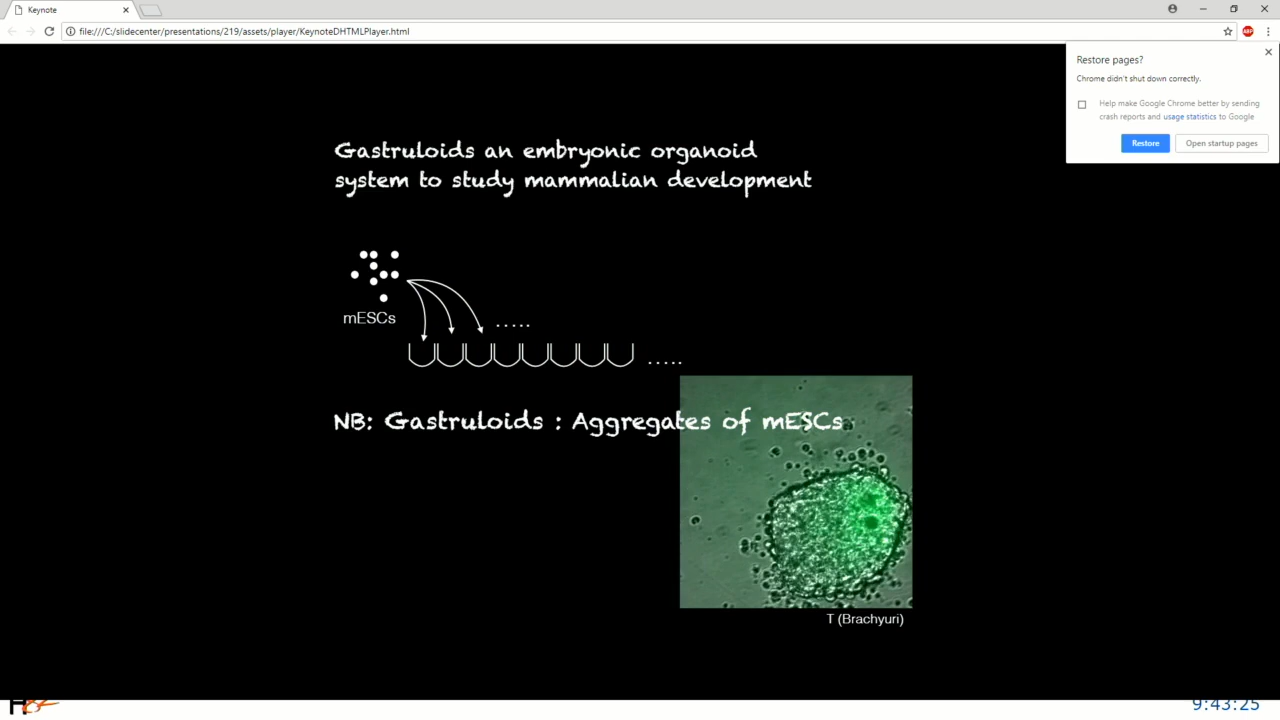 Keynote
file:///C:/slidecenter/presentations/219/assets/player/KeynoteDHTMLPlayer.html
ABP
Restore pages?
Chrome didn't shut down correctly.
Help make Google Chrome better by sending
crash reports and usage statistics to Google
Restore
Open startup pages
Gastruloids an embryonic organoid
system to study mammalian development
mESCs
.....
.....
NB: Gastruloids : Aggregates of mESCs
T (Brachyuri)
9:43:25